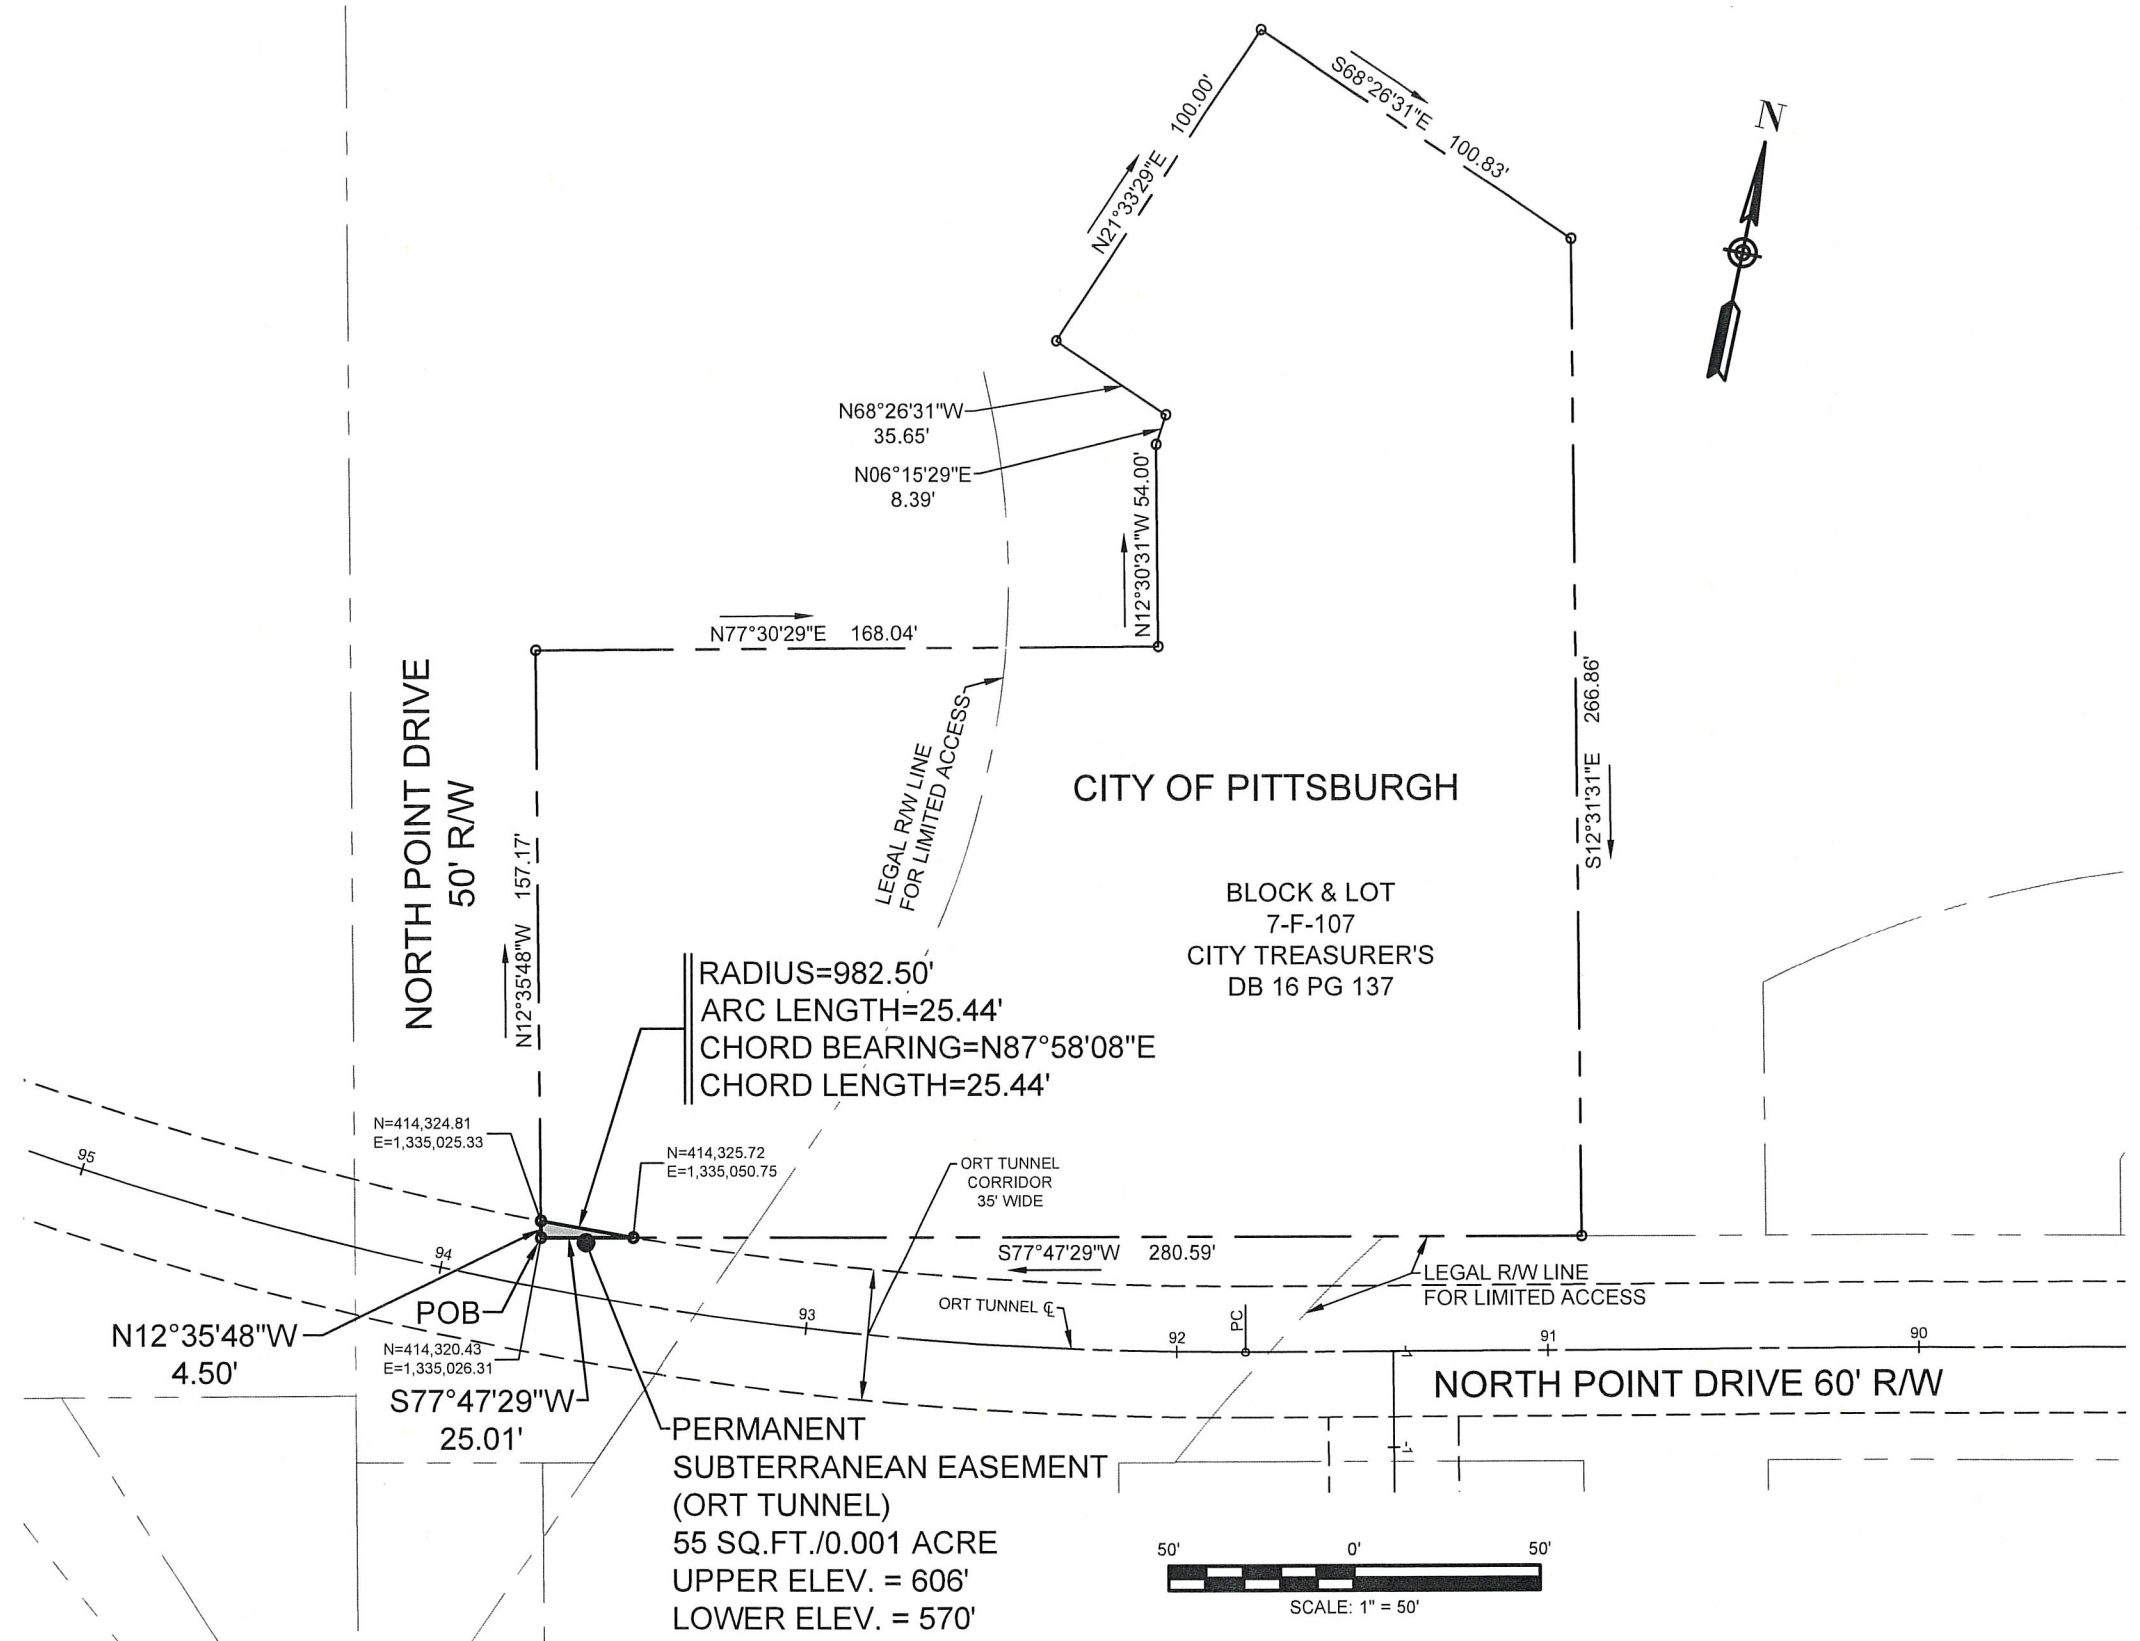 N
S68°26'31"E 100.83'
N21°33'29"E 100.00'
N68°26'31"W
35.65'
N06°15'29"E
8.39'
N12°30'31"W 54.00'
N77°30'29"E 168.04'
NORTH POINT DRIVE
50' R/W
N12°35'48"W 157.17'
LEGAL R/W LINE
FOR LIMITED ACCESS
S12°31'31"E 266.86'
CITY OF PITTSBURGH
BLOCK & LOT
7-F-107
CITY TREASURER'S
DB 16 PG 137
RADIUS=982.50'
ARC LENGTH=25.44'
CHORD BEARING=N87°58'08"E
CHORD LENGTH=25.44'
N=414,324.81
E=1,335,025.33
N=414,325.72
E=1,335,050.75
ORT TUNNEL
CORRIDOR
35' WIDE
95
94
93
92
91
90
S77°47'29"W 280.59'
LEGAL R/W LINE
FOR LIMITED ACCESS
ORT TUNNEL ℄
PC
-1
-1
POB
N12°35'48"W
4.50'
N=414,320.43
E=1,335,026.31
S77°47'29"W
25.01'
NORTH POINT DRIVE 60' R/W
PERMANENT
SUBTERRANEAN EASEMENT
(ORT TUNNEL)
55 SQ.FT./0.001 ACRE
UPPER ELEV. = 606'
LOWER ELEV. = 570'
50' 0' 50'
SCALE: 1" = 50'